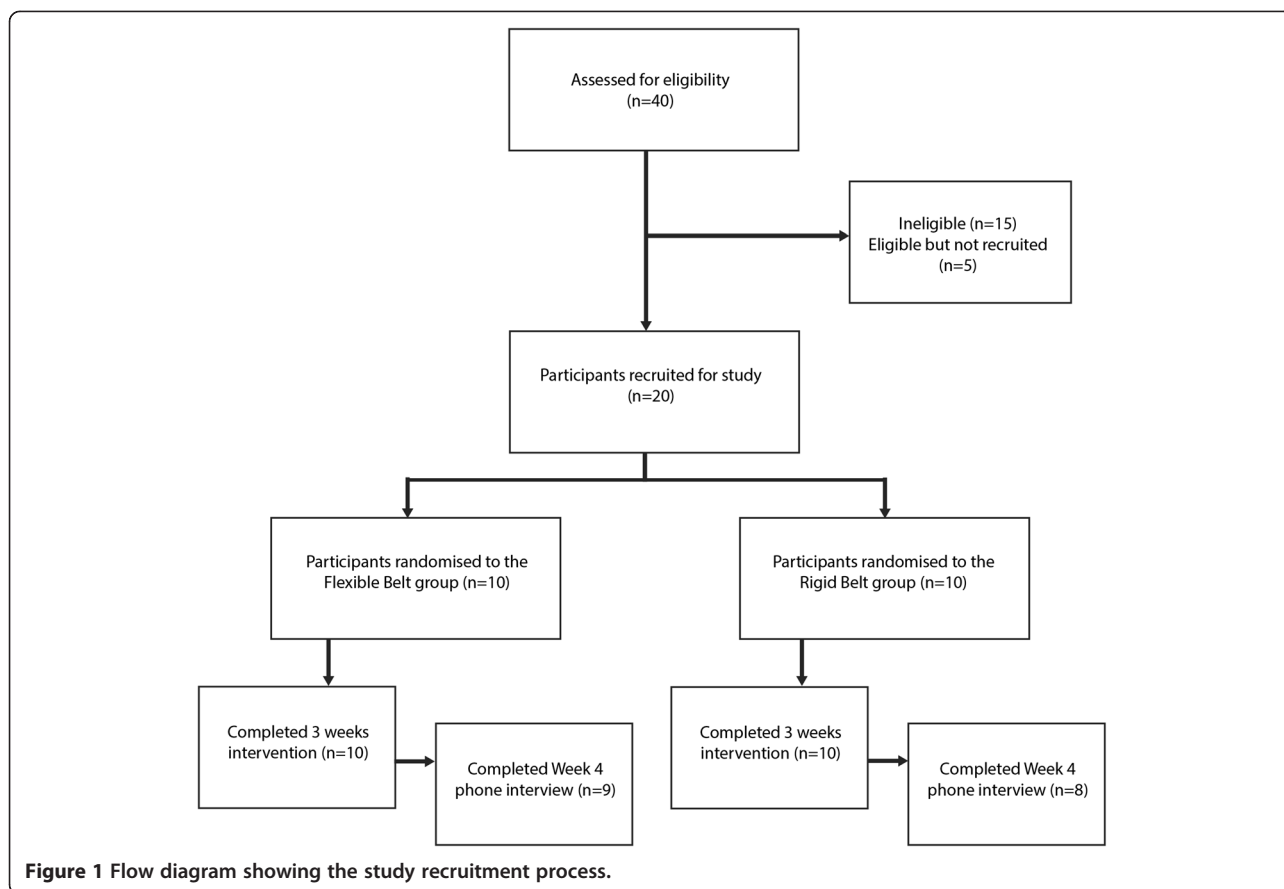 Assessed for eligibility
(n=40)
Ineligible (n=15)
Eligible but not recruited
(n=5)
Participants recruited for study
(n=20)
Participants randomised to the
Flexible Belt group (n=10)
Participants randomised to the
Rigid Belt group (n=10)
Completed 3 weeks
intervention (n=10)
Completed Week 4
phone interview (n=9)
Completed 3 weeks
intervention (n=10)
Completed Week 4
phone interview (n=8)
Figure 1 Flow diagram showing the study recruitment process.